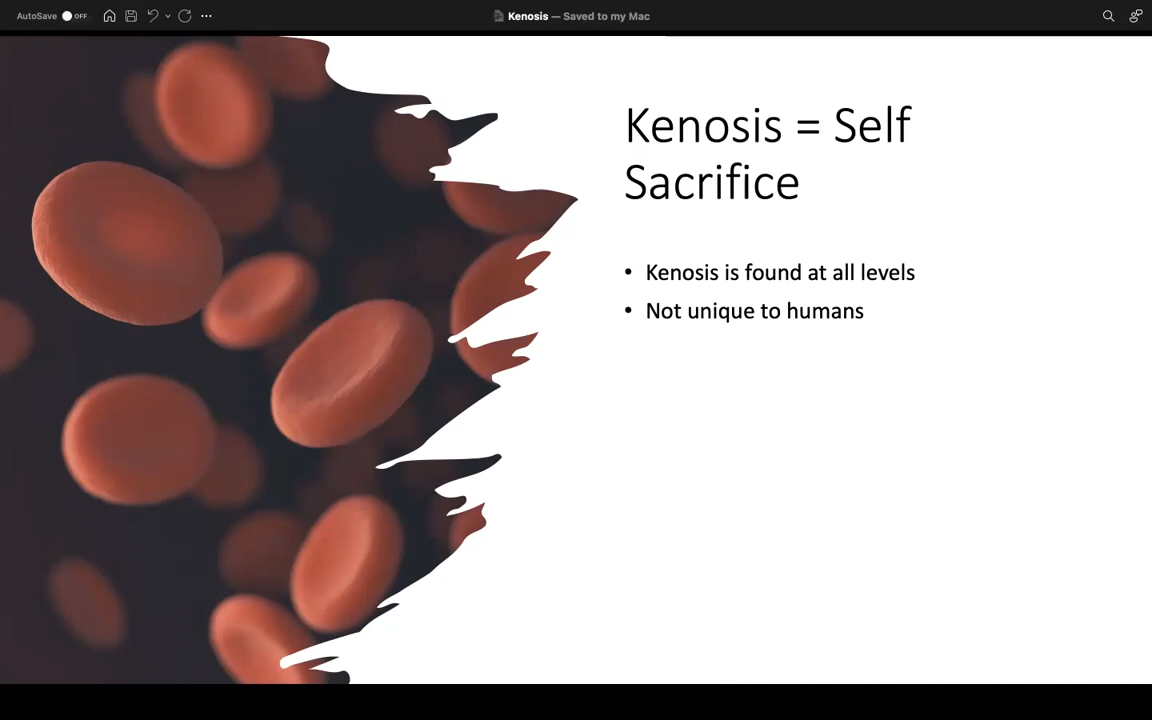 AutoSave OFF
Kenosis — Saved to my Mac
Kenosis = Self
Sacrifice
• Kenosis is found at all levels
• Not unique to humans